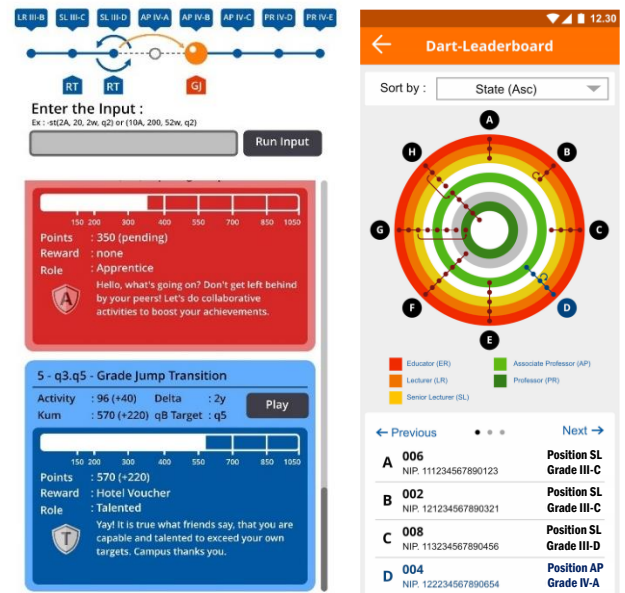 LR III-B SL III-C SL III-D AP IV-A AP IV-B AP IV-C PR IV-D PR IV-E
RT RT GJ
Enter the Input :
Ex : -st(2A, 20, 2w, q2) or (10A, 200, 52w, q2)
Run Input
150 200 300 400 550 700 850 1050
Points : 350 (pending)
Reward : none
Role : Apprentice
A
Hello, what's going on? Don't get left behind
by your peers! Let's do collaborative
activities to boost your achievements.
5 - q3.q5 - Grade Jump Transition
Activity : 96 (+40) Delta : 2y
Kum : 570 (+220) qB Target : q5
Play
150 200 300 400 550 700 850 1050
Points : 570 (+220)
Reward : Hotel Voucher
Role : Talented
T
Yay! It is true what friends say, that you are
capable and talented to exceed your own
targets. Campus thanks you.
12.30
Dart-Leaderboard
Sort by : State (Asc)
A
H B
G C
F D
E
Educator (ER) Associate Professor (AP)
Lecturer (LR) Professor (PR)
Senior Lecturer (SL)
Previous Next
A 006 Position SL
NIP. 111234567890123 Grade III-C
B 002 Position SL
NIP. 121234567890321 Grade III-C
C 008 Position SL
NIP. 113234567890456 Grade III-D
D 004 Position AP
NIP. 122234567890654 Grade IV-A